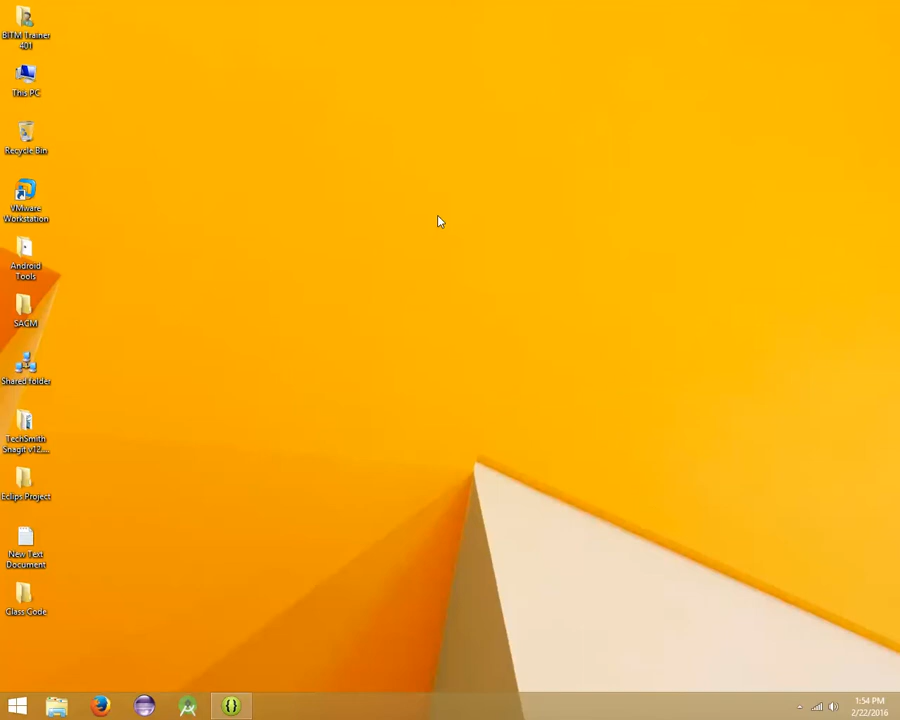 BITM Trainer
401
This PC
Recycle Bin
VMware
Workstation
Android
Tools
SACM
Shared folder
TechSmith
Snagit v12....
Eclips Project
New Text
Document
Class Code
1:54 PM
2/22/2016